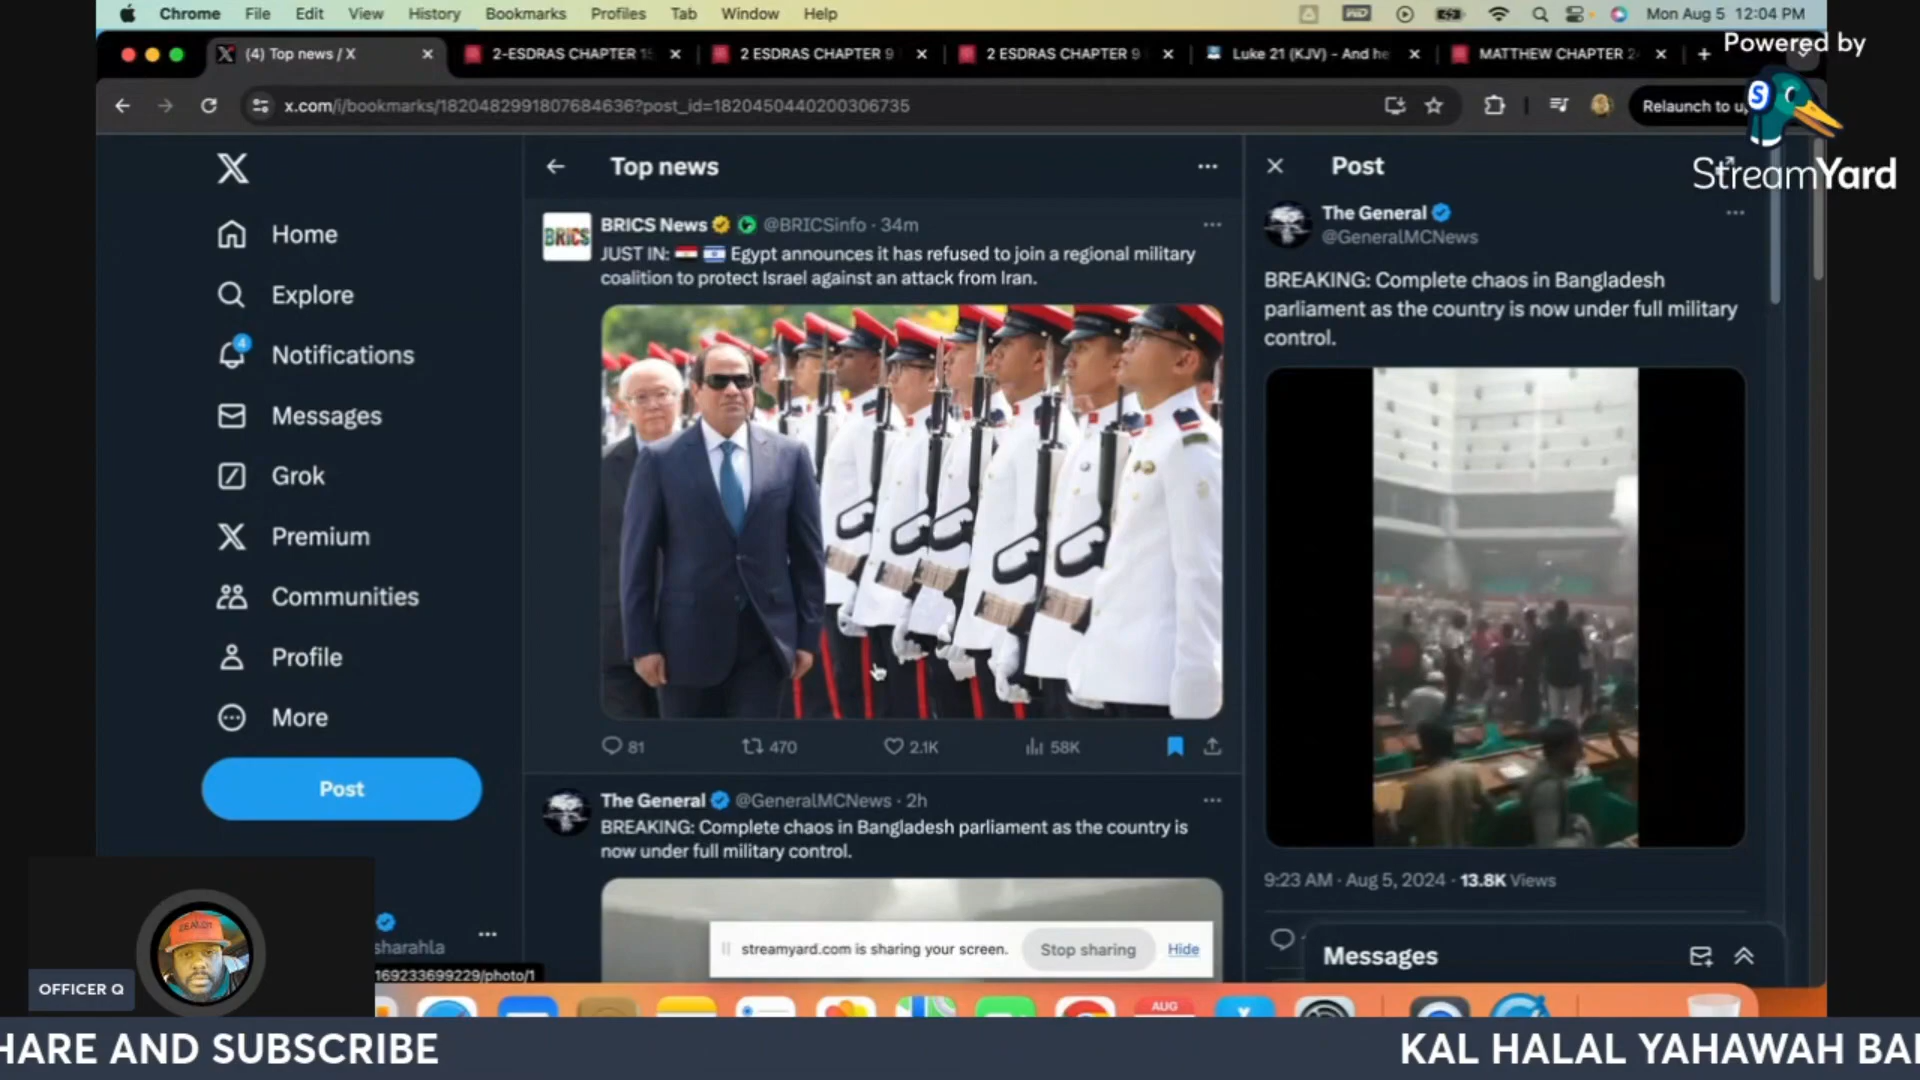 Chrome File Edit View History Bookmarks Profiles Tab Window Help
Mon Aug 5 12:04 PM
Powered by
StreamYard
(4) Top news / X
2-ESDRAS CHAPTER 15
2 ESDRAS CHAPTER 9
2 ESDRAS CHAPTER 9
Luke 21 (KJV) - And he
MATTHEW CHAPTER 2
x.com/i/bookmarks/1820482991807684636?post_id=1820450440200306735
Relaunch to u
Home
Explore
4
Notifications
Messages
Grok
Premium
Communities
Profile
More
Post
sharahla
169233699229/photo/1
Top news
BRICS
BRICS News @BRICSinfo · 34m
JUST IN: Egypt announces it has refused to join a regional military
coalition to protect Israel against an attack from Iran.
81 470 2.1K 58K
The General @GeneralMCNews · 2h
BREAKING: Complete chaos in Bangladesh parliament as the country is
now under full military control.
streamyard.com is sharing your screen. Stop sharing Hide
Post
The General
@GeneralMCNews
BREAKING: Complete chaos in Bangladesh
parliament as the country is now under full military
control.
9:23 AM · Aug 5, 2024 · 13.8K Views
Messages
AUG
OFFICER Q
HARE AND SUBSCRIBE
KAL HALAL YAHAWAH BA